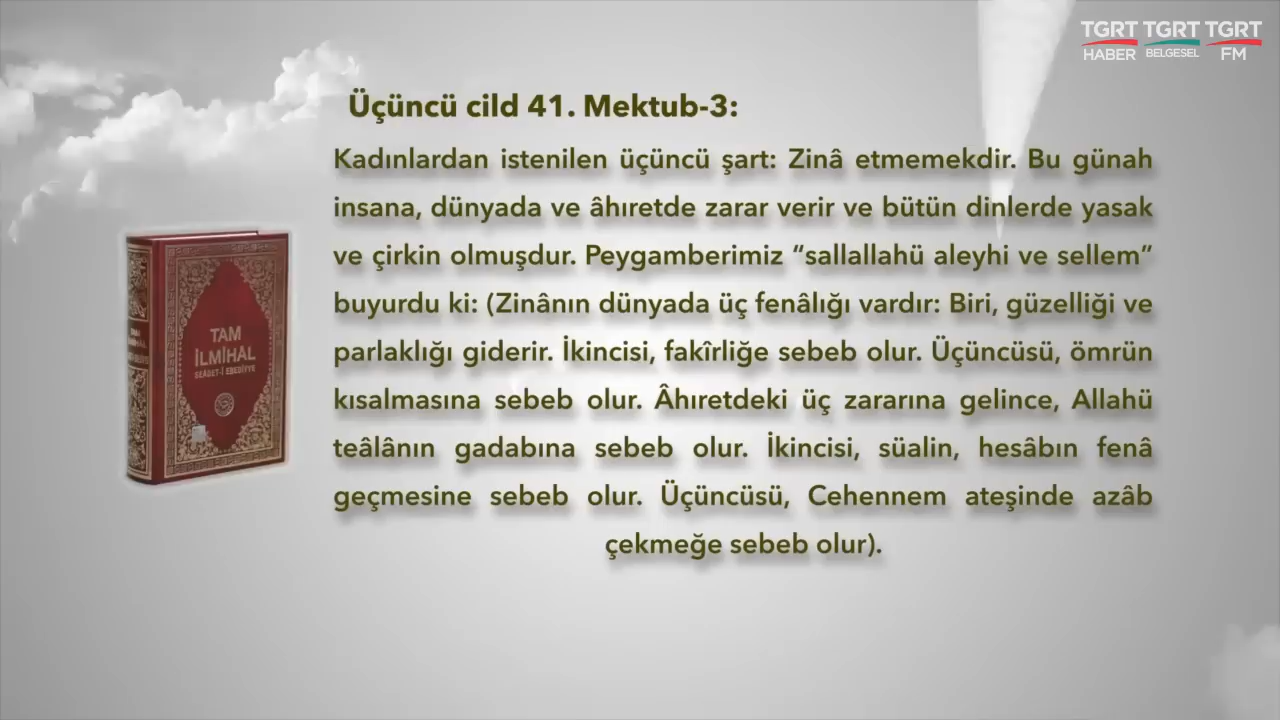 TGRT TGRT TGRT
HABER BELGESEL FM
Üçüncü cild 41. Mektub-3:
Kadınlardan istenilen üçüncü şart: Zinâ etmemekdir. Bu günah
insana, dünyada ve âhıretde zarar verir ve bütün dinlerde yasak
ve çirkin olmuşdur. Peygamberimiz “sallallahü aleyhi ve sellem”
buyurdu ki: (Zinânın dünyada üç fenâlığı vardır: Biri, güzelliği ve
parlaklığı giderir. İkincisi, fakîrliğe sebeb olur. Üçüncüsü, ömrün
kısalmasına sebeb olur. Âhıretdeki üç zararına gelince, Allahü
teâlânın gadabına sebeb olur. İkincisi, süalin, hesâbın fenâ
geçmesine sebeb olur. Üçüncüsü, Cehennem ateşinde azâb
çekmeğe sebeb olur).
TAM
İLMİHAL
SEÂDET-İ EBEDİYYE